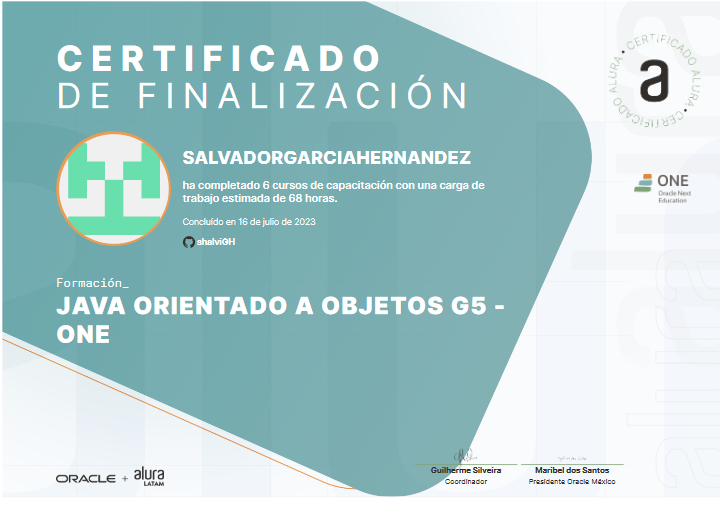 CERTIFICADO
DE FINALIZACIÓN
CERTIFICADO ALURA • CERTIFICADO ALURA •
a
SALVADORGARCIAHERNANDEZ
ha completado 6 cursos de capacitación con una carga de
trabajo estimada de 68 horas.
Concluído en 16 de julio de 2023
shalviGH
ONE
Oracle Next
Education
Formación_
JAVA ORIENTADO A OBJETOS G5 -
ONE
ORACLE + alura
LATAM
Guilherme Silveira
Coordinador
Maribel dos Santos
Presidente Oracle México